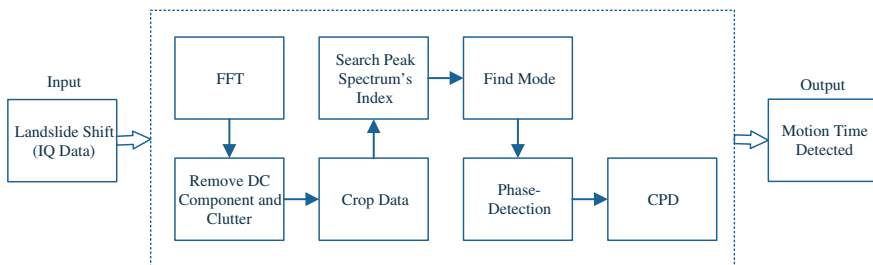 Input
Landslide Shift
(IQ Data)
FFT
Remove DC
Component and
Clutter
Crop Data
Search Peak
Spectrum's
Index
Find Mode
Phase-
Detection
CPD
Output
Motion Time
Detected